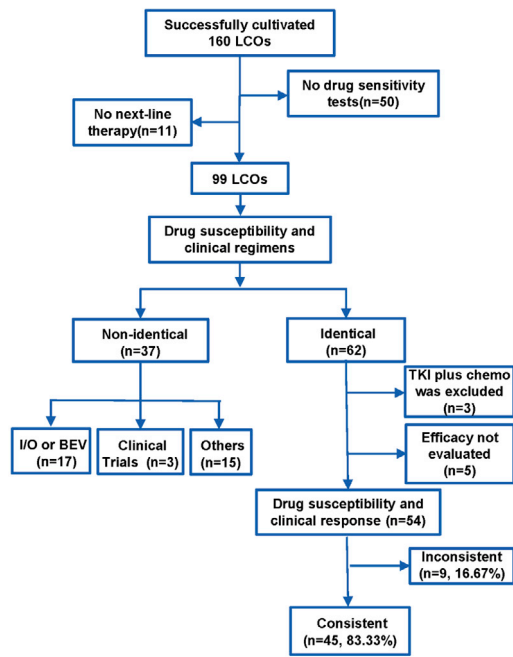 Successfully cultivated
160 LCOs
No drug sensitivity
tests(n=50)
No next-line
therapy(n=11)
99 LCOs
Drug susceptibility and
clinical regimens
Non-identical
(n=37)
Identical
(n=62)
TKI plus chemo
was excluded
(n=3)
I/O or BEV
(n=17)
Clinical
Trials (n=3)
Others
(n=15)
Efficacy not
evaluated
(n=5)
Drug susceptibility and
clinical response (n=54)
Inconsistent
(n=9, 16.67%)
Consistent
(n=45, 83.33%)